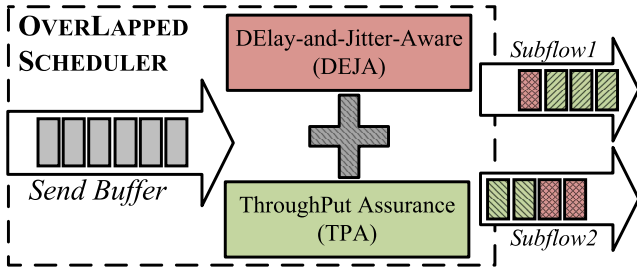 OVERLAPPED
SCHEDULER
Send Buffer
DElay-and-Jitter-Aware
(DEJA)
ThroughPut Assurance
(TPA)
Subflow1
Subflow2